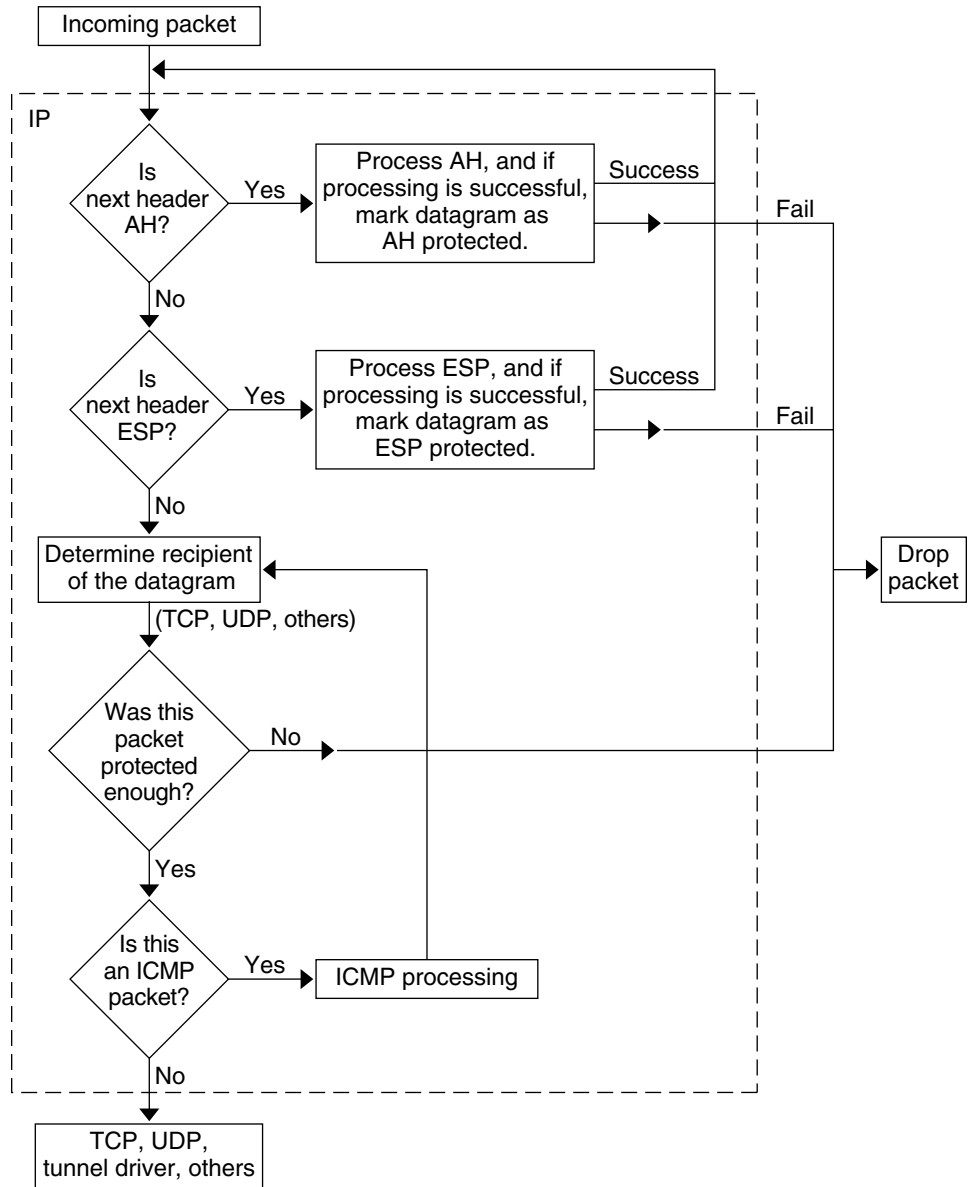 Incoming packet
IP
Is
next header
AH?
Yes
Process AH, and if
processing is successful,
mark datagram as
AH protected.
Success
Fail
No
Is
next header
ESP?
Yes
Process ESP, and if
processing is successful,
mark datagram as
ESP protected.
Success
Fail
No
Determine recipient
of the datagram
Drop
packet
(TCP, UDP, others)
Was this
packet
protected
enough?
No
Yes
Is this
an ICMP
packet?
Yes
ICMP processing
No
TCP, UDP,
tunnel driver, others